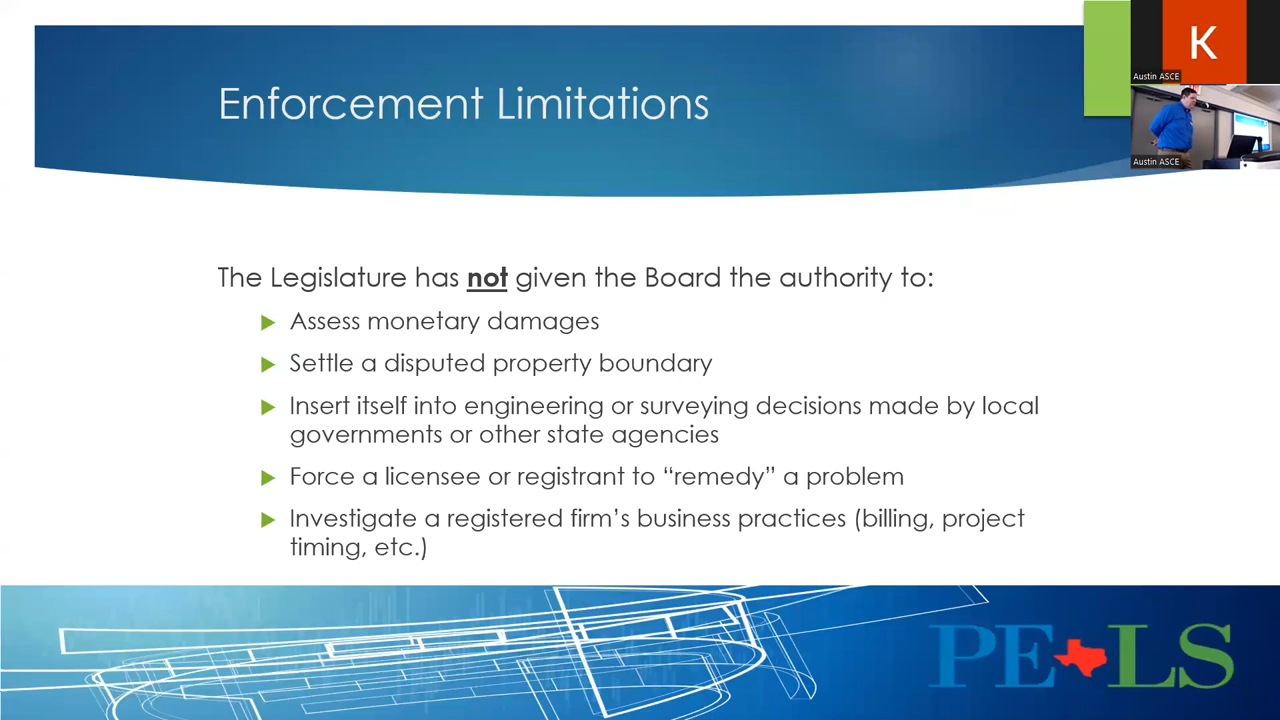 Enforcement Limitations
K
Austin ASCE
Austin ASCE
The Legislature has not given the Board the authority to:
Assess monetary damages
Settle a disputed property boundary
Insert itself into engineering or surveying decisions made by local
governments or other state agencies
Force a licensee or registrant to “remedy” a problem
Investigate a registered firm’s business practices (billing, project
timing, etc.)
PE LS